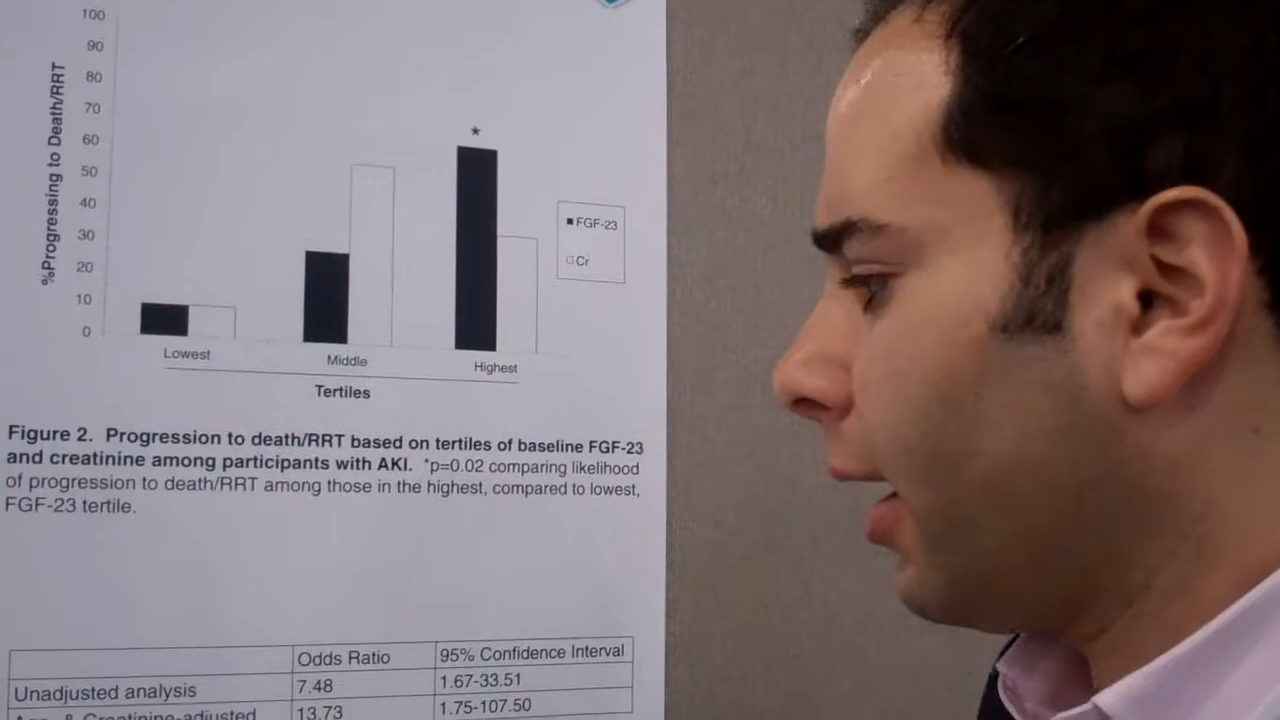 100
90
80
70
60
50
40
30
20
10
0
%Progressing to Death/RRT
*
FGF-23
Cr
Lowest
Middle
Highest
Tertiles
Figure 2. Progression to death/RRT based on tertiles of baseline FGF-23
and creatinine among participants with AKI. *p=0.02 comparing likelihood
of progression to death/RRT among those in the highest, compared to lowest,
FGF-23 tertile.
Odds Ratio 95% Confidence Interval
Unadjusted analysis 7.48 1.67-33.51
Age & Creatinine-adjusted 13.73 1.75-107.50